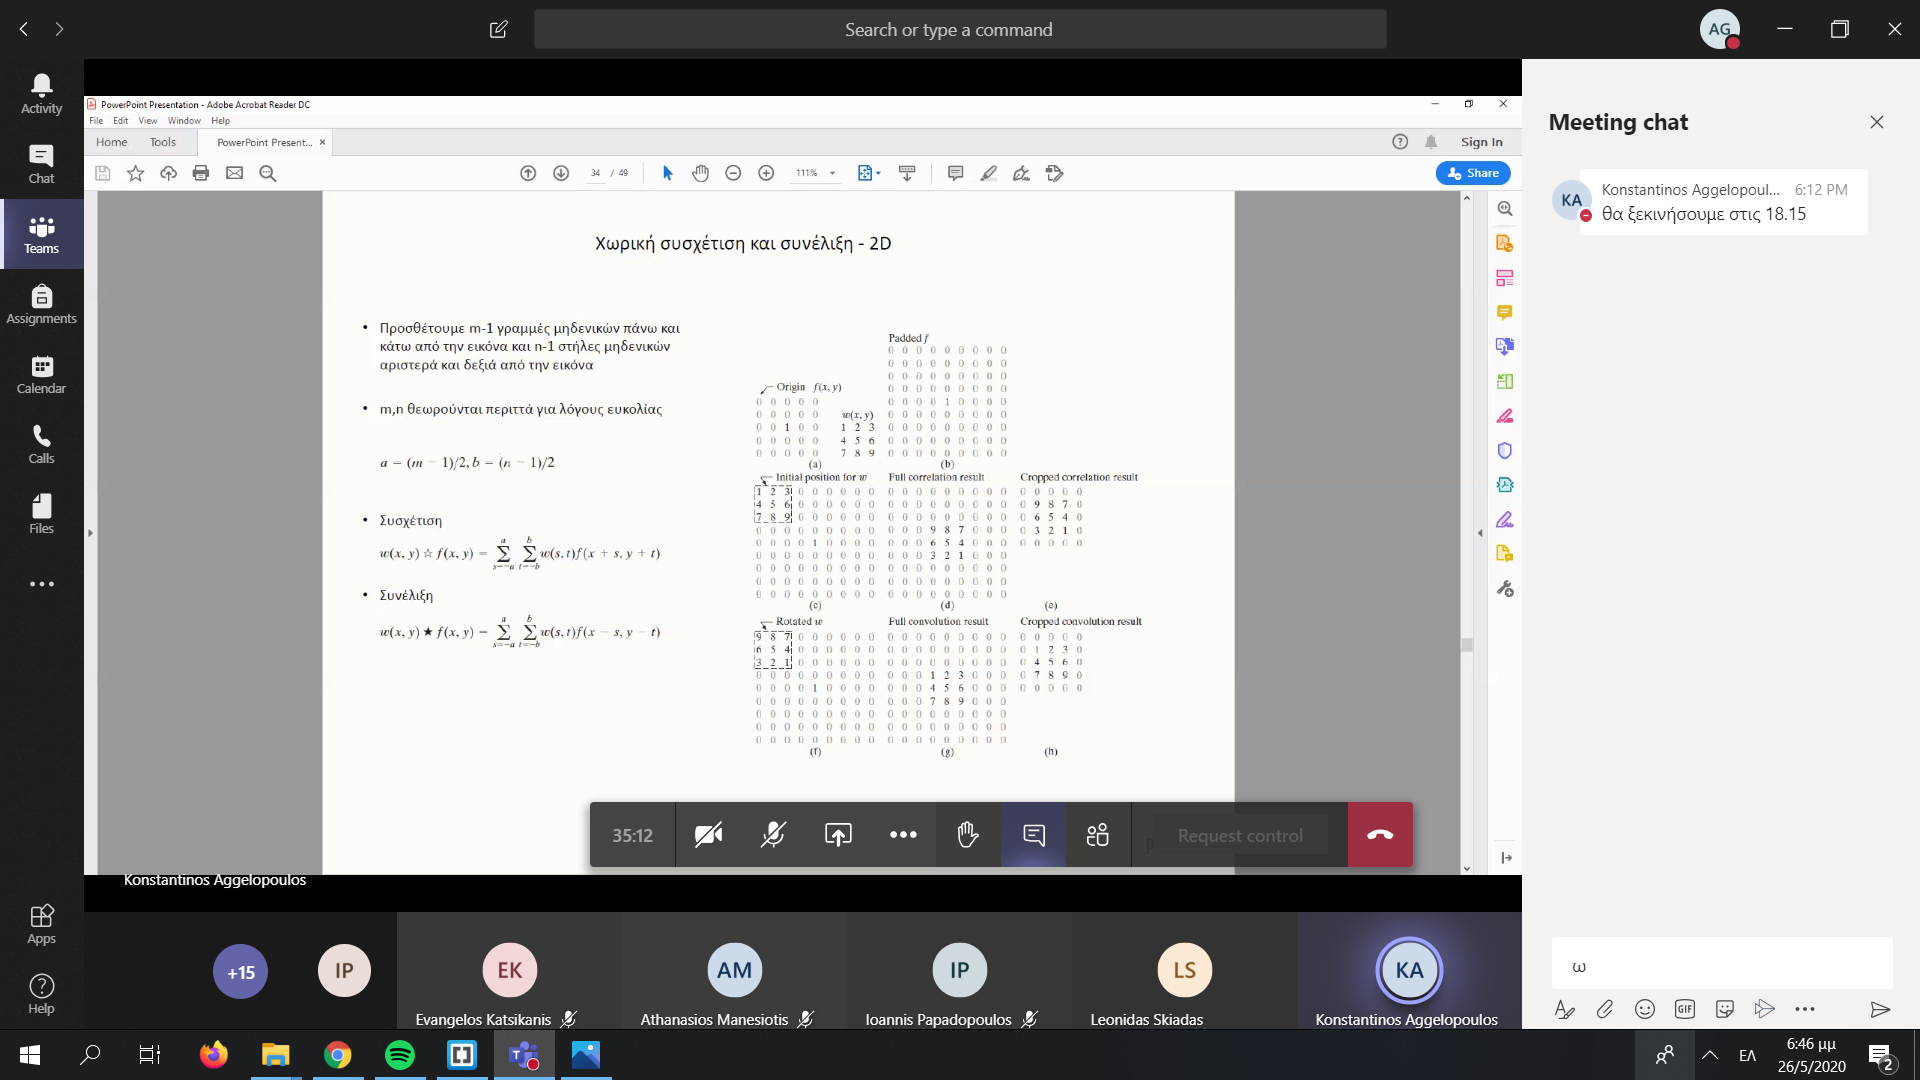 Search or type a command
AG
Activity
Chat
Teams
Assignments
Calendar
Calls
Files
Apps
Help
PowerPoint Presentation - Adobe Acrobat Reader DC
File Edit View Window Help
Home Tools PowerPoint Present... × Sign In
34 / 49 111% Share
Χωρική συσχέτιση και συνέλιξη - 2D
• Προσθέτουμε m-1 γραμμές μηδενικών πάνω και
κάτω από την εικόνα και n-1 στήλες μηδενικών
αριστερά και δεξιά από την εικόνα
• m,n θεωρούνται περιττά για λόγους ευκολίας
a = (m − 1)/2, b = (n − 1)/2
• Συσχέτιση
w(x, y) ☆ f(x, y) = ∑ ∑ w(s, t) f(x + s, y + t)
s=−a t=−b
• Συνέλιξη
w(x, y) ★ f(x, y) = ∑ ∑ w(s, t) f(x − s, y − t)
s=−a t=−b
Padded f
0 0 0 0 0 0 0 0 0
0 0 0 0 0 0 0 0 0
0 0 0 0 0 0 0 0 0
0 0 0 0 0 0 0 0 0
0 0 0 0 1 0 0 0 0
0 0 0 0 0 0 0 0 0
0 0 0 0 0 0 0 0 0
0 0 0 0 0 0 0 0 0
0 0 0 0 0 0 0 0 0
(b)
Origin f(x, y)
0 0 0 0 0
0 0 0 0 0
0 0 1 0 0
0 0 0 0 0
0 0 0 0 0
w(x, y)
1 2 3
4 5 6
7 8 9
(a)
Initial position for w
1 2 3 0 0 0 0 0 0
4 5 6 0 0 0 0 0 0
7 8 9 0 0 0 0 0 0
0 0 0 0 0 0 0 0 0
0 0 0 0 1 0 0 0 0
0 0 0 0 0 0 0 0 0
0 0 0 0 0 0 0 0 0
0 0 0 0 0 0 0 0 0
0 0 0 0 0 0 0 0 0
(c)
Full correlation result
0 0 0 0 0 0 0 0 0
0 0 0 0 0 0 0 0 0
0 0 0 0 0 0 0 0 0
0 0 0 9 8 7 0 0 0
0 0 0 6 5 4 0 0 0
0 0 0 3 2 1 0 0 0
0 0 0 0 0 0 0 0 0
0 0 0 0 0 0 0 0 0
0 0 0 0 0 0 0 0 0
(d)
Cropped correlation result
0 0 0 0 0
0 9 8 7 0
0 6 5 4 0
0 3 2 1 0
0 0 0 0 0
(e)
Rotated w
9 8 7 0 0 0 0 0 0
6 5 4 0 0 0 0 0 0
3 2 1 0 0 0 0 0 0
0 0 0 0 0 0 0 0 0
0 0 0 0 1 0 0 0 0
0 0 0 0 0 0 0 0 0
0 0 0 0 0 0 0 0 0
0 0 0 0 0 0 0 0 0
0 0 0 0 0 0 0 0 0
(f)
Full convolution result
0 0 0 0 0 0 0 0 0
0 0 0 0 0 0 0 0 0
0 0 0 0 0 0 0 0 0
0 0 0 1 2 3 0 0 0
0 0 0 4 5 6 0 0 0
0 0 0 7 8 9 0 0 0
0 0 0 0 0 0 0 0 0
0 0 0 0 0 0 0 0 0
0 0 0 0 0 0 0 0 0
(g)
Cropped convolution result
0 0 0 0 0
0 1 2 3 0
0 4 5 6 0
0 7 8 9 0
0 0 0 0 0
(h)
35:12 Request control
Konstantinos Aggelopoulos
+15 IP EK AM IP LS KA
Evangelos Katsikanis
Athanasios Manesiotis
Ioannis Papadopoulos
Leonidas Skiadas
Konstantinos Aggelopoulos
Meeting chat
KA
Konstantinos Aggelopoul... 6:12 PM
θα ξεκινήσουμε στις 18.15
ω
GIF
ΕΛ
6:46 μμ
26/5/2020
2